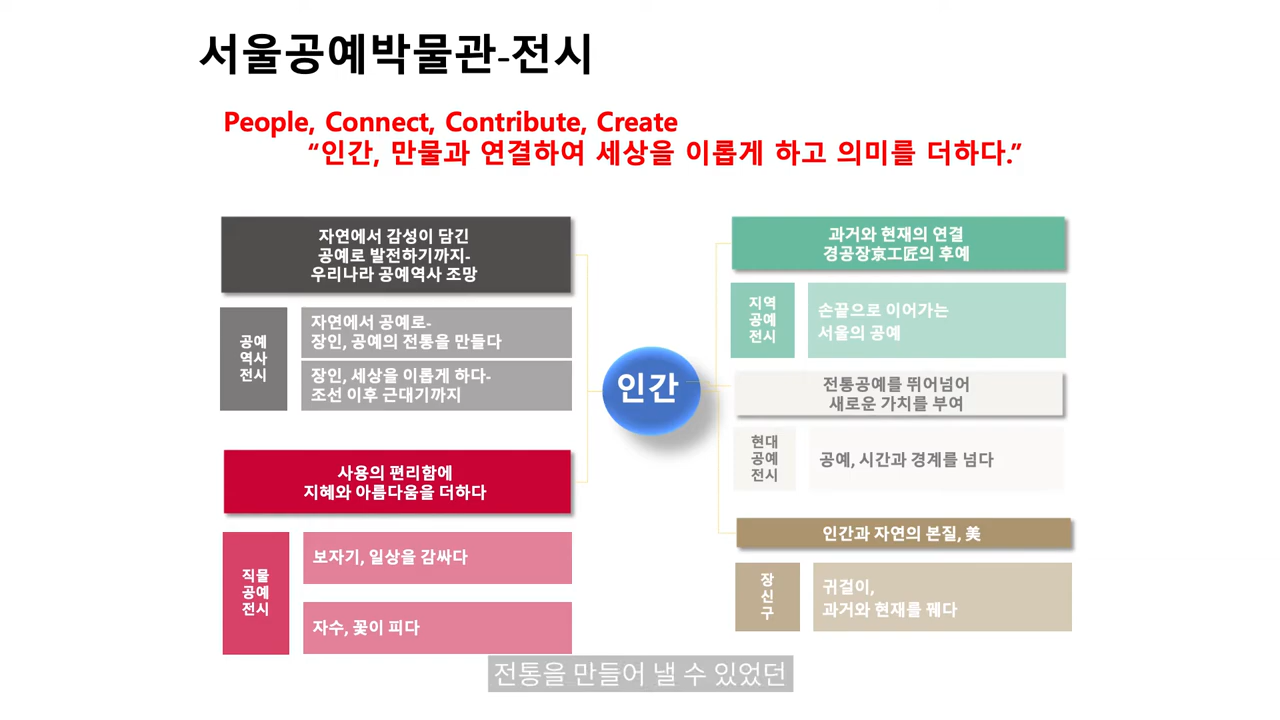 서울공예박물관-전시
People, Connect, Contribute, Create
“인간, 만물과 연결하여 세상을 이롭게 하고 의미를 더하다.”
자연에서 감성이 담긴
공예로 발전하기까지-
우리나라 공예역사 조망
공예
역사
전시
자연에서 공예로-
장인, 공예의 전통을 만들다
장인, 세상을 이롭게 하다-
조선 이후 근대기까지
사용의 편리함에
지혜와 아름다움을 더하다
직물
공예
전시
보자기, 일상을 감싸다
자수, 꽃이 피다
인간
과거와 현재의 연결
경공장京工匠의 후예
지역
공예
전시
손끝으로 이어가는
서울의 공예
전통공예를 뛰어넘어
새로운 가치를 부여
현대
공예
전시
공예, 시간과 경계를 넘다
인간과 자연의 본질, 美
장
신
구
귀걸이,
과거와 현재를 꿰다
전통을 만들어 낼 수 있었던